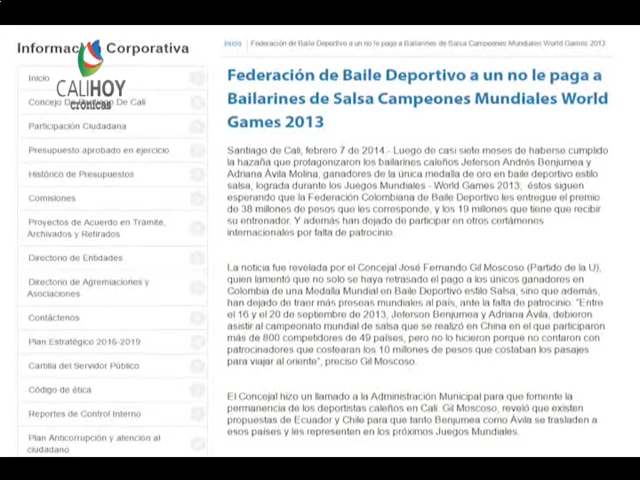 Inicio | Federación de Baile Deportivo a un no le paga a Bailarines de Salsa Campeones Mundiales World Games 2013
Información Corporativa
CALIHOY
crónicas
Inicio
Concejo De Santiago De Cali
Participación Ciudadana
Presupuesto aprobado en ejercicio
Histórico de Presupuestos
Comisiones
Proyectos de Acuerdo en Trámite,
Archivados y Retirados
Directorio de Entidades
Directorio de Agremiaciones y
Asociaciones
Contáctenos
Plan Estratégico 2016-2019
Cartilla del Servidor Público
Código de ética
Reportes de Control Interno
Plan Anticorrupción y atención al
ciudadano
Federación de Baile Deportivo a un no le paga a
Bailarines de Salsa Campeones Mundiales World
Games 2013
Santiago de Cali, febrero 7 de 2014.- Luego de casi siete meses de haberse cumplido
la hazaña que protagonizaron los bailarines caleños Jeferson Andrés Benjumea y
Adriana Ávila Molina, ganadores de la única medalla de oro en baile deportivo estilo
salsa, lograda durante los Juegos Mundiales - World Games 2013; éstos siguen
esperando que la Federación Colombiana de Baile Deportivo les entregue el premio
de 38 millones de pesos que les corresponde, y los 19 millones que tiene que recibir
su entrenador. Y además han dejado de participar en otros certámenes
internacionales por falta de patrocinio.
La noticia fue revelada por el Concejal José Fernando Gil Moscoso (Partido de la U),
quien lamentó que no solo se haya retrasado el pago a los únicos ganadores en
Colombia de una Medalla Mundial en Baile Deportivo estilo Salsa, sino que además,
han dejado de traer más preseas mundiales al país, ante la falta de patrocinio. "Entre
el 16 y el 20 de septiembre de 2013, Jeferson Benjumea y Adriana Ávila, debieron
asistir al campeonato mundial de salsa que se realizó en China en el que participaron
más de 800 competidores de 49 países, pero no lo hicieron porque no contaron con
patrocinadores que costearan los 10 millones de pesos que costaban los pasajes
para viajar al oriente", preciso Gil Moscoso.
El Concejal hizo un llamado a la Administración Municipal para que fomente la
permanencia de los deportistas caleños en Cali. Gil Moscoso, reveló que existen
propuestas de Ecuador y Chile para que tanto Benjumea como Ávila se trasladen a
esos países y les representen en los próximos Juegos Mundiales.